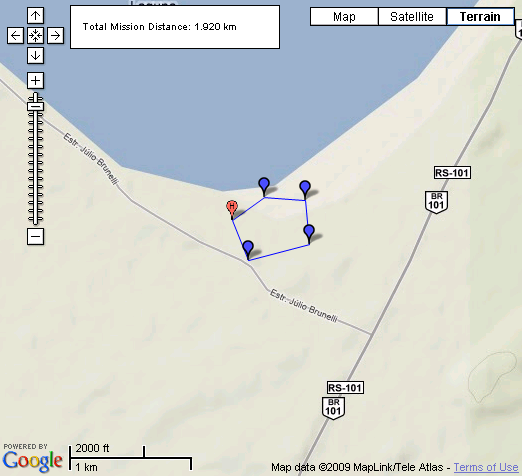 Total Mission Distance: 1.920 km
Map
Satellite
Terrain
Estr. Júlio Brunelli
RS-101
BR
101
H
Estr. Júlio Brunelli
RS-101
BR
101
POWERED BY
Google
2000 ft
1 km
Map data ©2009 MapLink/Tele Atlas - Terms of Use